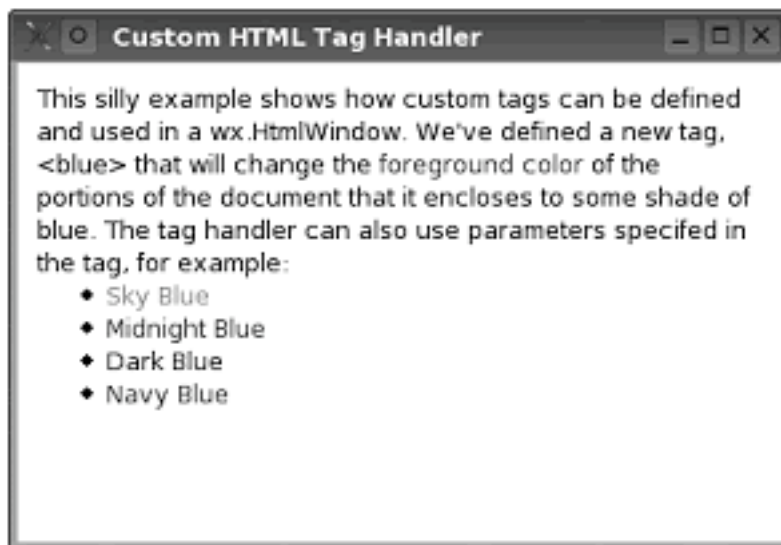 Custom HTML Tag Handler
This silly example shows how custom tags can be defined
and used in a wx.HtmlWindow. We've defined a new tag,
<blue> that will change the foreground color of the
portions of the document that it encloses to some shade of
blue. The tag handler can also use parameters specifed in
the tag, for example:
Sky Blue
Midnight Blue
Dark Blue
Navy Blue